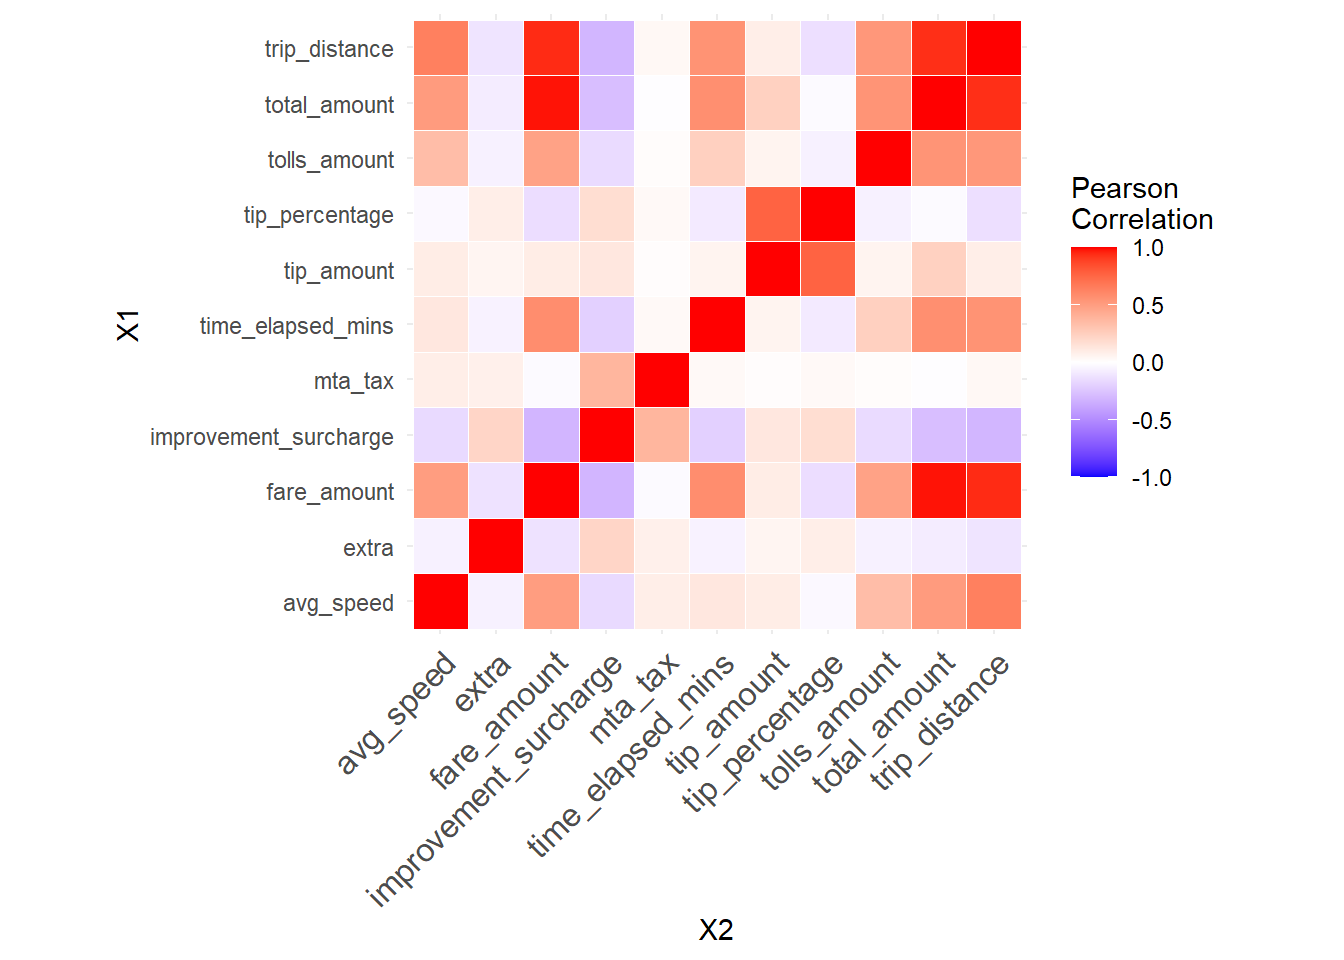 trip_distance
total_amount
tolls_amount
tip_percentage
tip_amount
time_elapsed_mins
mta_tax
improvement_surcharge
fare_amount
extra
avg_speed
X1
avg_speed
extra
fare_amount
improvement_surcharge
mta_tax
time_elapsed_mins
tip_amount
tip_percentage
tolls_amount
total_amount
trip_distance
X2
Pearson
Correlation
1.0
0.5
0.0
-0.5
-1.0